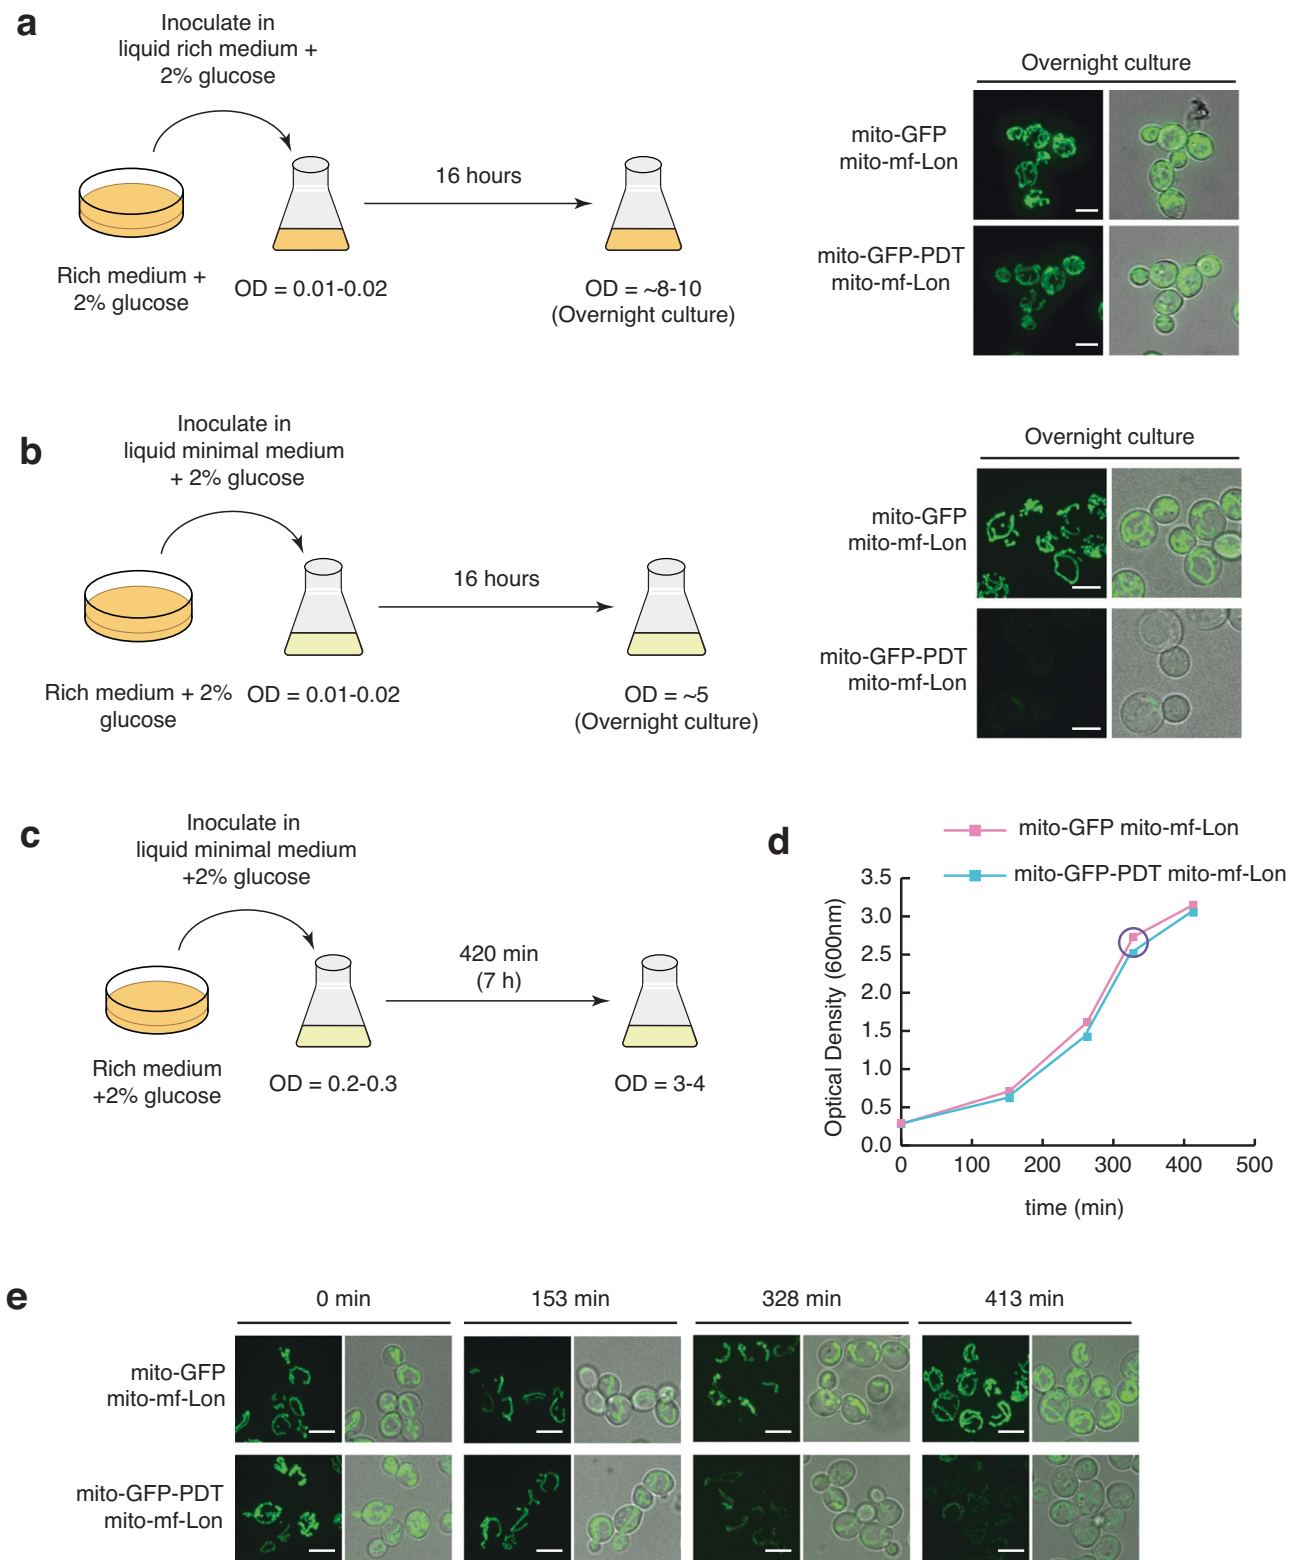 a
Inoculate in
liquid rich medium +
2% glucose
16 hours
Rich medium +
2% glucose
OD = 0.01-0.02
OD = ~8-10
(Overnight culture)
Overnight culture
mito-GFP
mito-mf-Lon
mito-GFP-PDT
mito-mf-Lon
b
Inoculate in
liquid minimal medium
+ 2% glucose
16 hours
Rich medium + 2%
glucose
OD = 0.01-0.02
OD = ~5
(Overnight culture)
Overnight culture
mito-GFP
mito-mf-Lon
mito-GFP-PDT
mito-mf-Lon
c
Inoculate in
liquid minimal medium
+2% glucose
420 min
(7 h)
Rich medium
+2% glucose
OD = 0.2-0.3
OD = 3-4
d
mito-GFP mito-mf-Lon
mito-GFP-PDT mito-mf-Lon
Optical Density (600nm)
3.5
3.0
2.5
2.0
1.5
1.0
0.5
0.0
0 100 200 300 400 500
time (min)
e
0 min 153 min 328 min 413 min
mito-GFP
mito-mf-Lon
mito-GFP-PDT
mito-mf-Lon